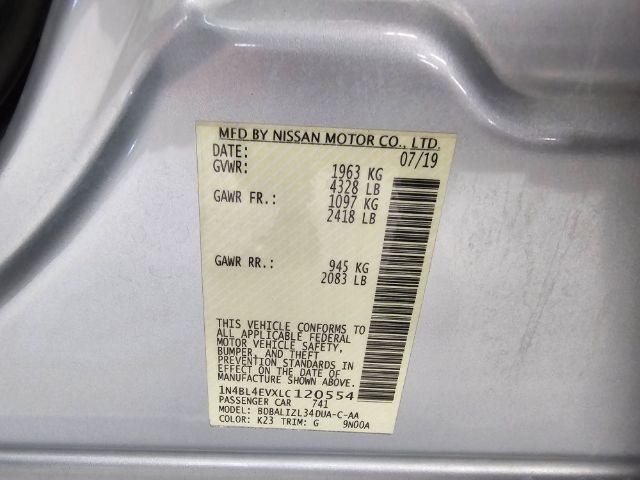 MFD BY NISSAN MOTOR CO., LTD.
DATE: 07/19
GVWR: 1963 KG
4328 LB
GAWR FR.: 1097 KG
2418 LB
GAWR RR.: 945 KG
2083 LB
THIS VEHICLE CONFORMS TO
ALL APPLICABLE FEDERAL
MOTOR VEHICLE SAFETY,
BUMPER, AND THEFT
PREVENTION STANDARDS IN
EFFECT ON THE DATE OF
MANUFACTURE SHOWN ABOVE.
1N4BL4EVXLC120554
PASSENGER CAR 741
MODEL: BDBALIZL34DUA-C-AA
COLOR: K23 TRIM: G 9N00A